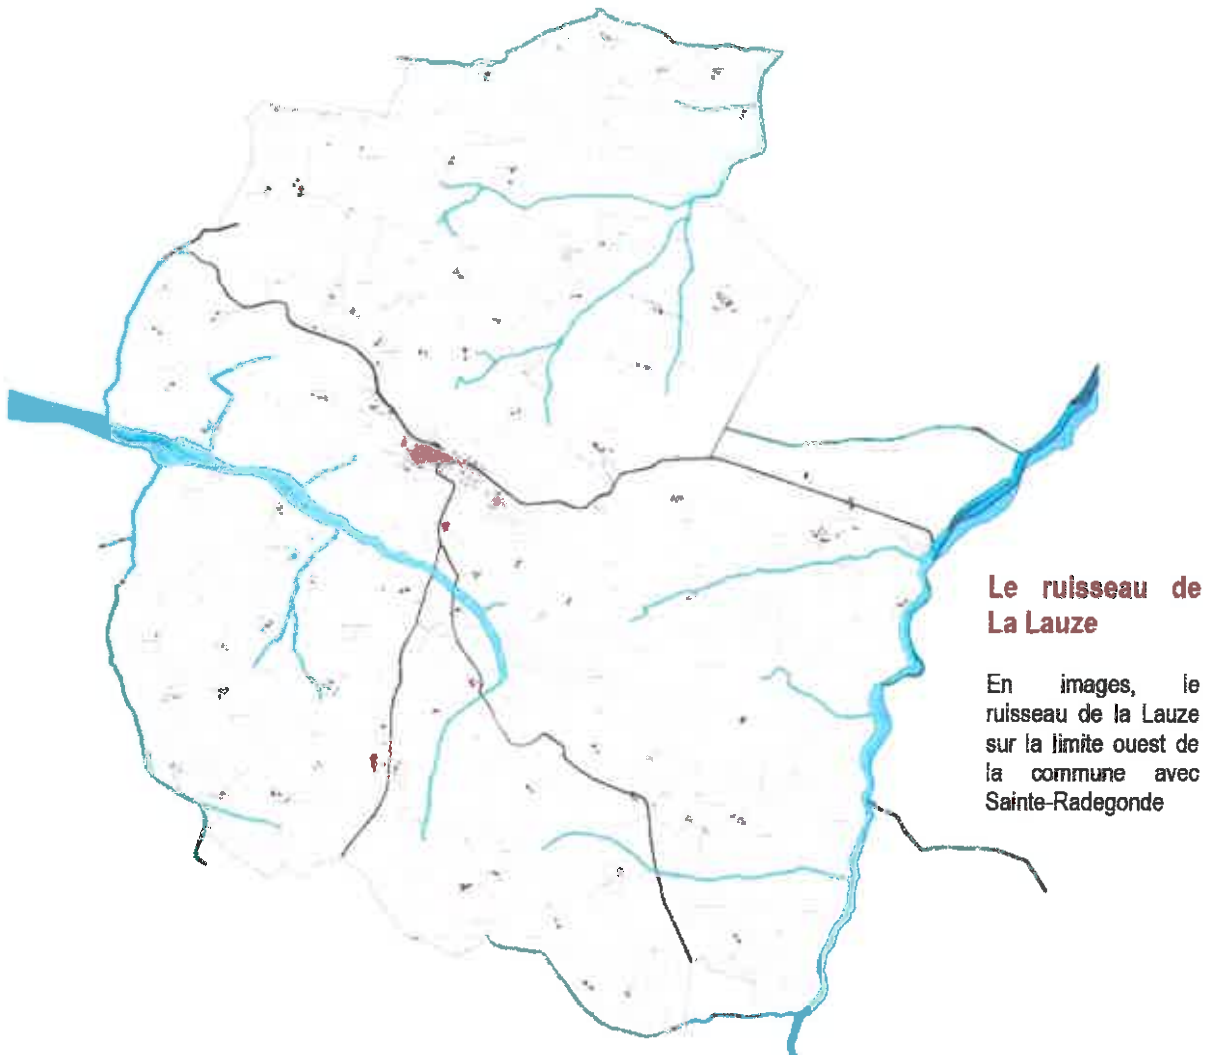 Le ruisseau de
La Lauze
En images, le
ruisseau de la Lauze
sur la limite ouest de
la commune avec
Sainte-Radegonde